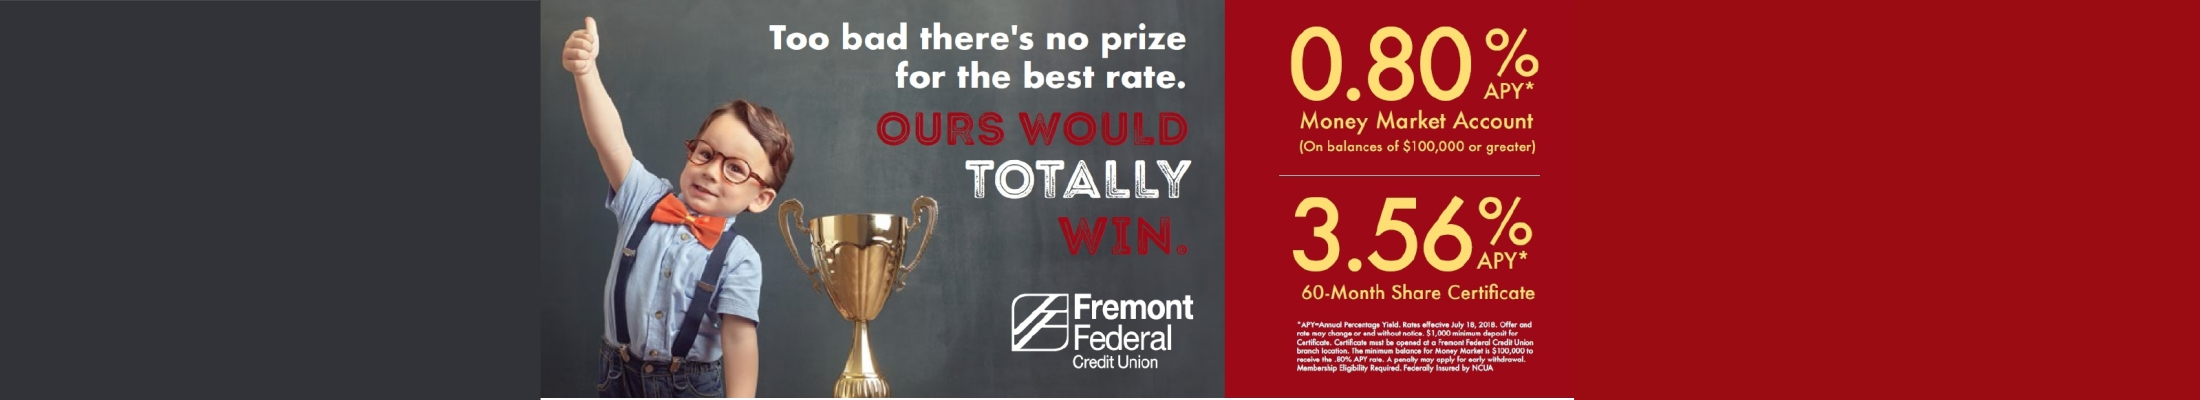 Too bad there's no prize
for the best rate.
OURS WOULD
TOTALLY
WIN.
Fremont
Federal
Credit Union
0.80%
APY*
Money Market Account
(On balances of $100,000 or greater)
3.56%
APY*
60-Month Share Certificate
*APY=Annual Percentage Yield. Rates effective July 18, 2018. Offer and
rate may change or end without notice. $1,000 minimum deposit for
Certificate. Certificate must be opened at a Fremont Federal Credit Union
branch location. The minimum balance for Money Market is $100,000 to
receive the .80% APY rate. A penalty may apply for early withdrawal.
Membership Eligibility Required. Federally Insured by NCUA